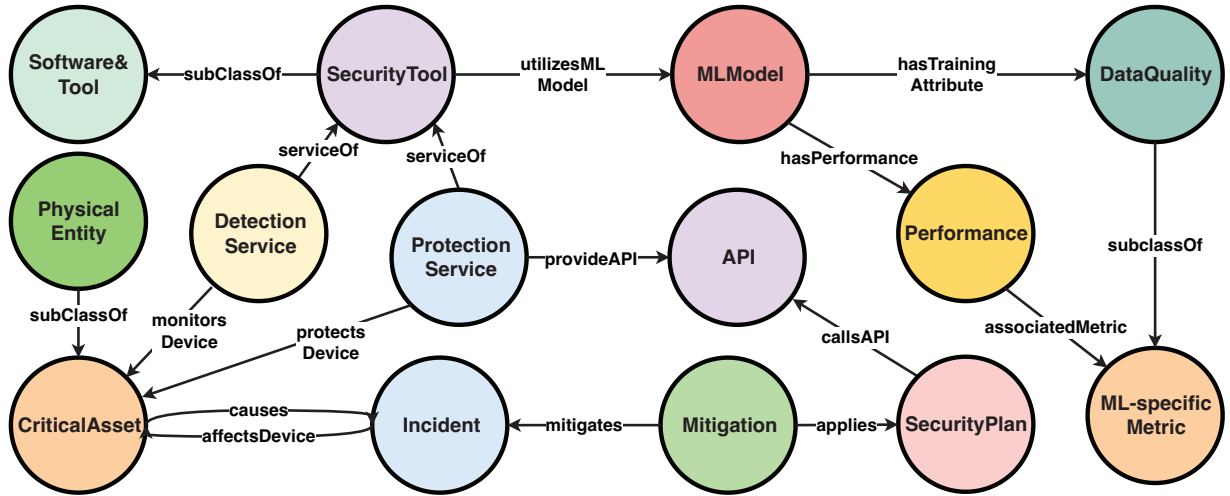 Software&
Tool
subClassOf
SecurityTool
utilizesML
Model
MLModel
hasTraining
Attribute
DataQuality
serviceOf
serviceOf
hasPerformance
Physical
Entity
Detection
Service
Protection
Service
provideAPI
API
Performance
subclassOf
subClassOf
monitors
Device
protects
Device
callsAPI
associatedMetric
CriticalAsset
causes
affectsDevice
Incident
mitigates
Mitigation
applies
SecurityPlan
ML-specific
Metric